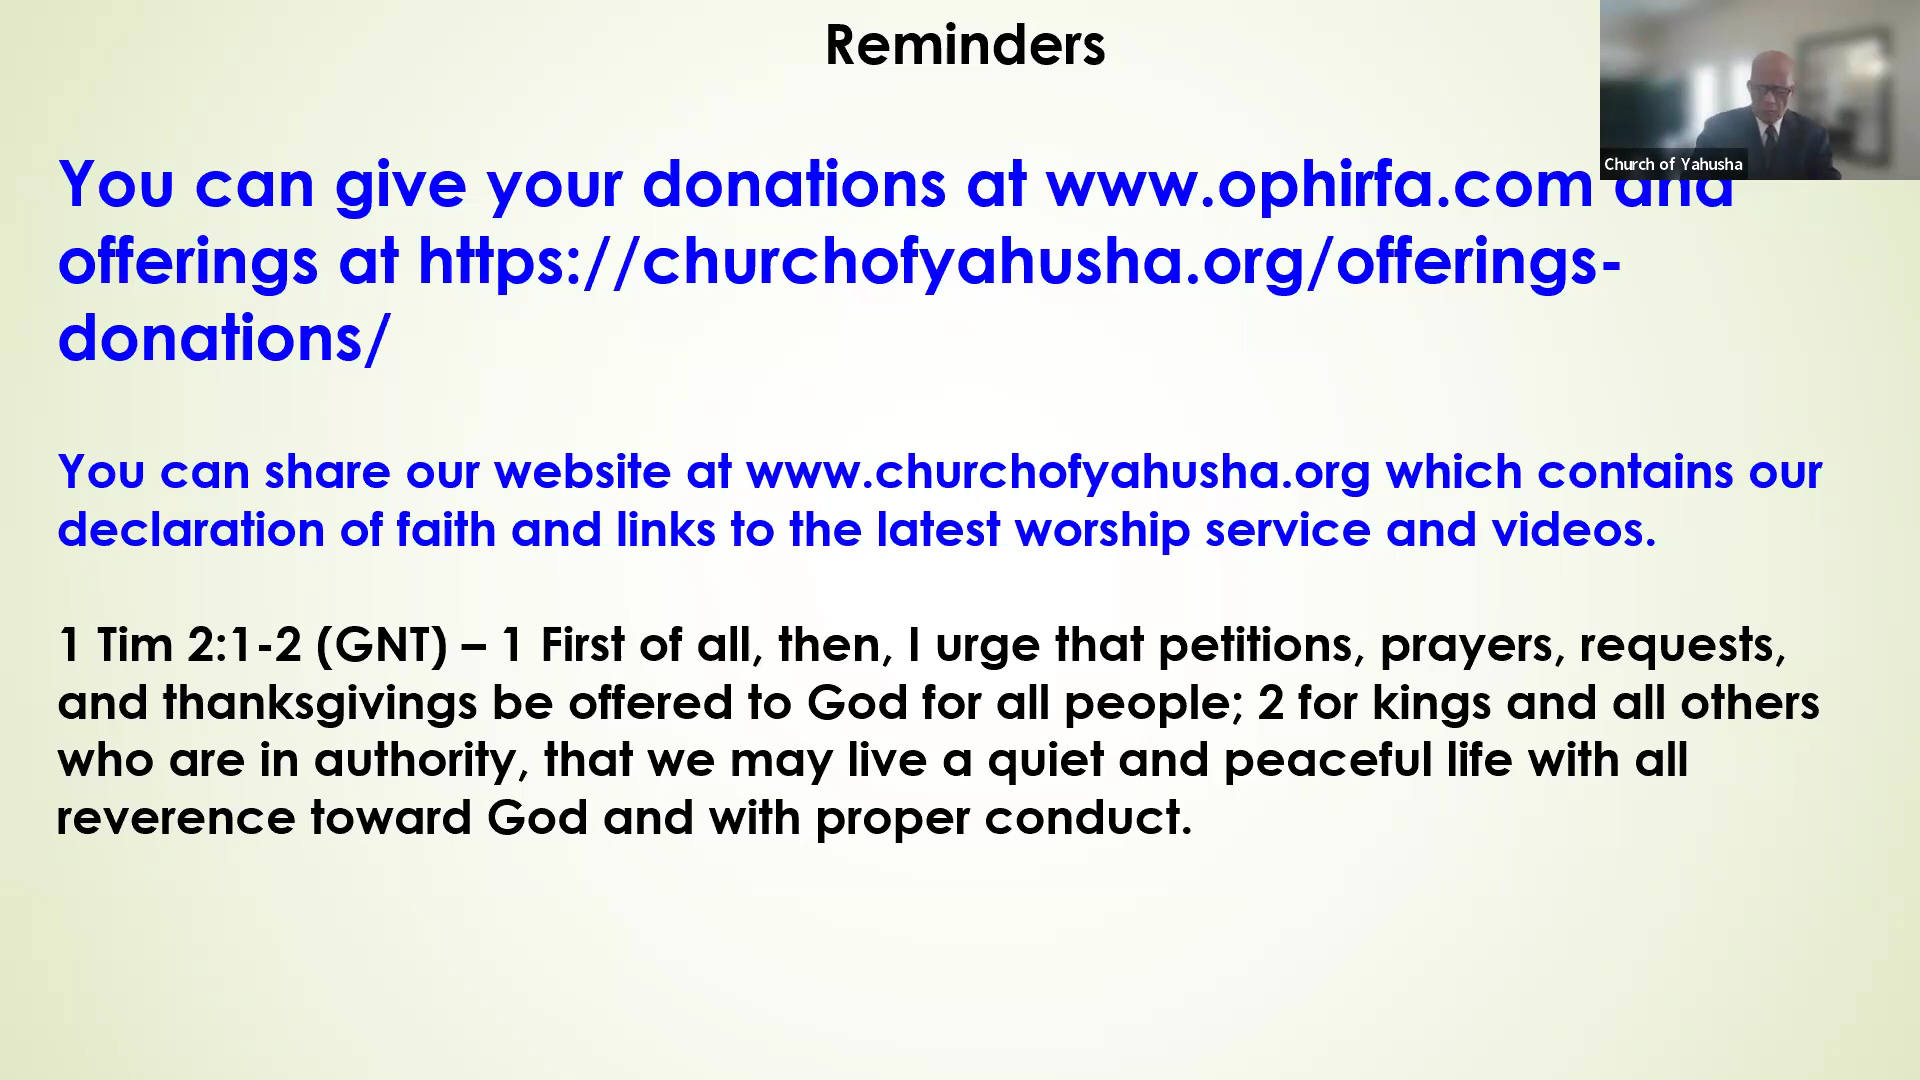 Reminders
Church of Yahusha
You can give your donations at www.ophirfa.com and
offerings at https://churchofyahusha.org/offerings-
donations/
You can share our website at www.churchofyahusha.org which contains our
declaration of faith and links to the latest worship service and videos.
1 Tim 2:1-2 (GNT) – 1 First of all, then, I urge that petitions, prayers, requests,
and thanksgivings be offered to God for all people; 2 for kings and all others
who are in authority, that we may live a quiet and peaceful life with all
reverence toward God and with proper conduct.